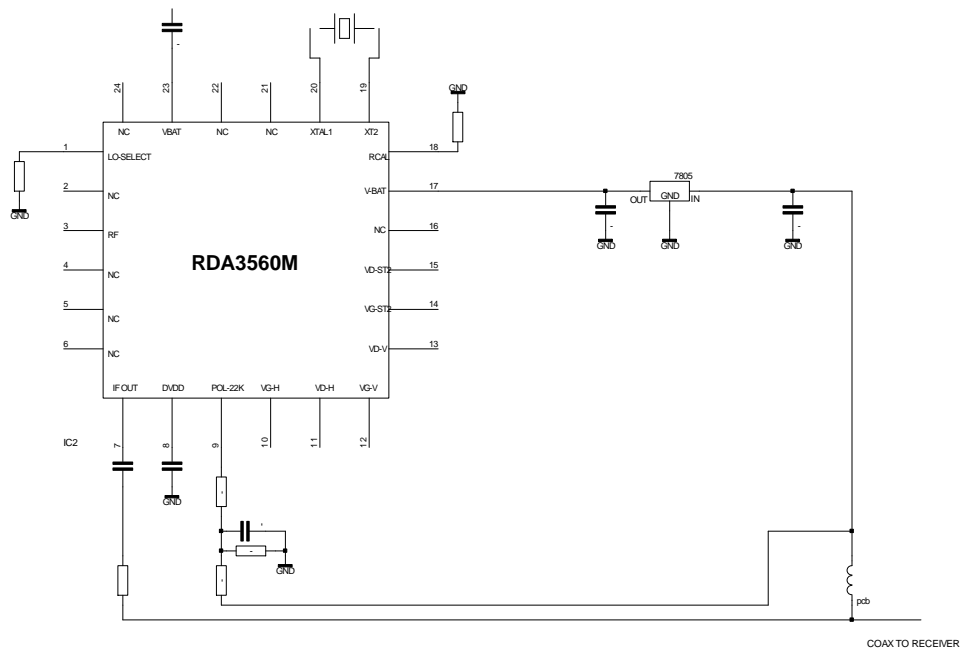 24 23 22 21 20 19
NC VBAT NC NC XTAL1 XT2
GND
1 LO-SELECT
RCAL 18
GND
2 NC
V-BAT 17
7805
OUT GND IN
3 RF
NC 16
GND GND GND
RDA3560M
4 NC
VD-ST2 15
5 NC
VG-ST2 14
6 NC
VD-V 13
IF OUT DVDD POL-22K VG-H VD-H VG-V
IC2
7 8 9 10 11 12
GND
GND
pcb
COAX TO RECEIVER